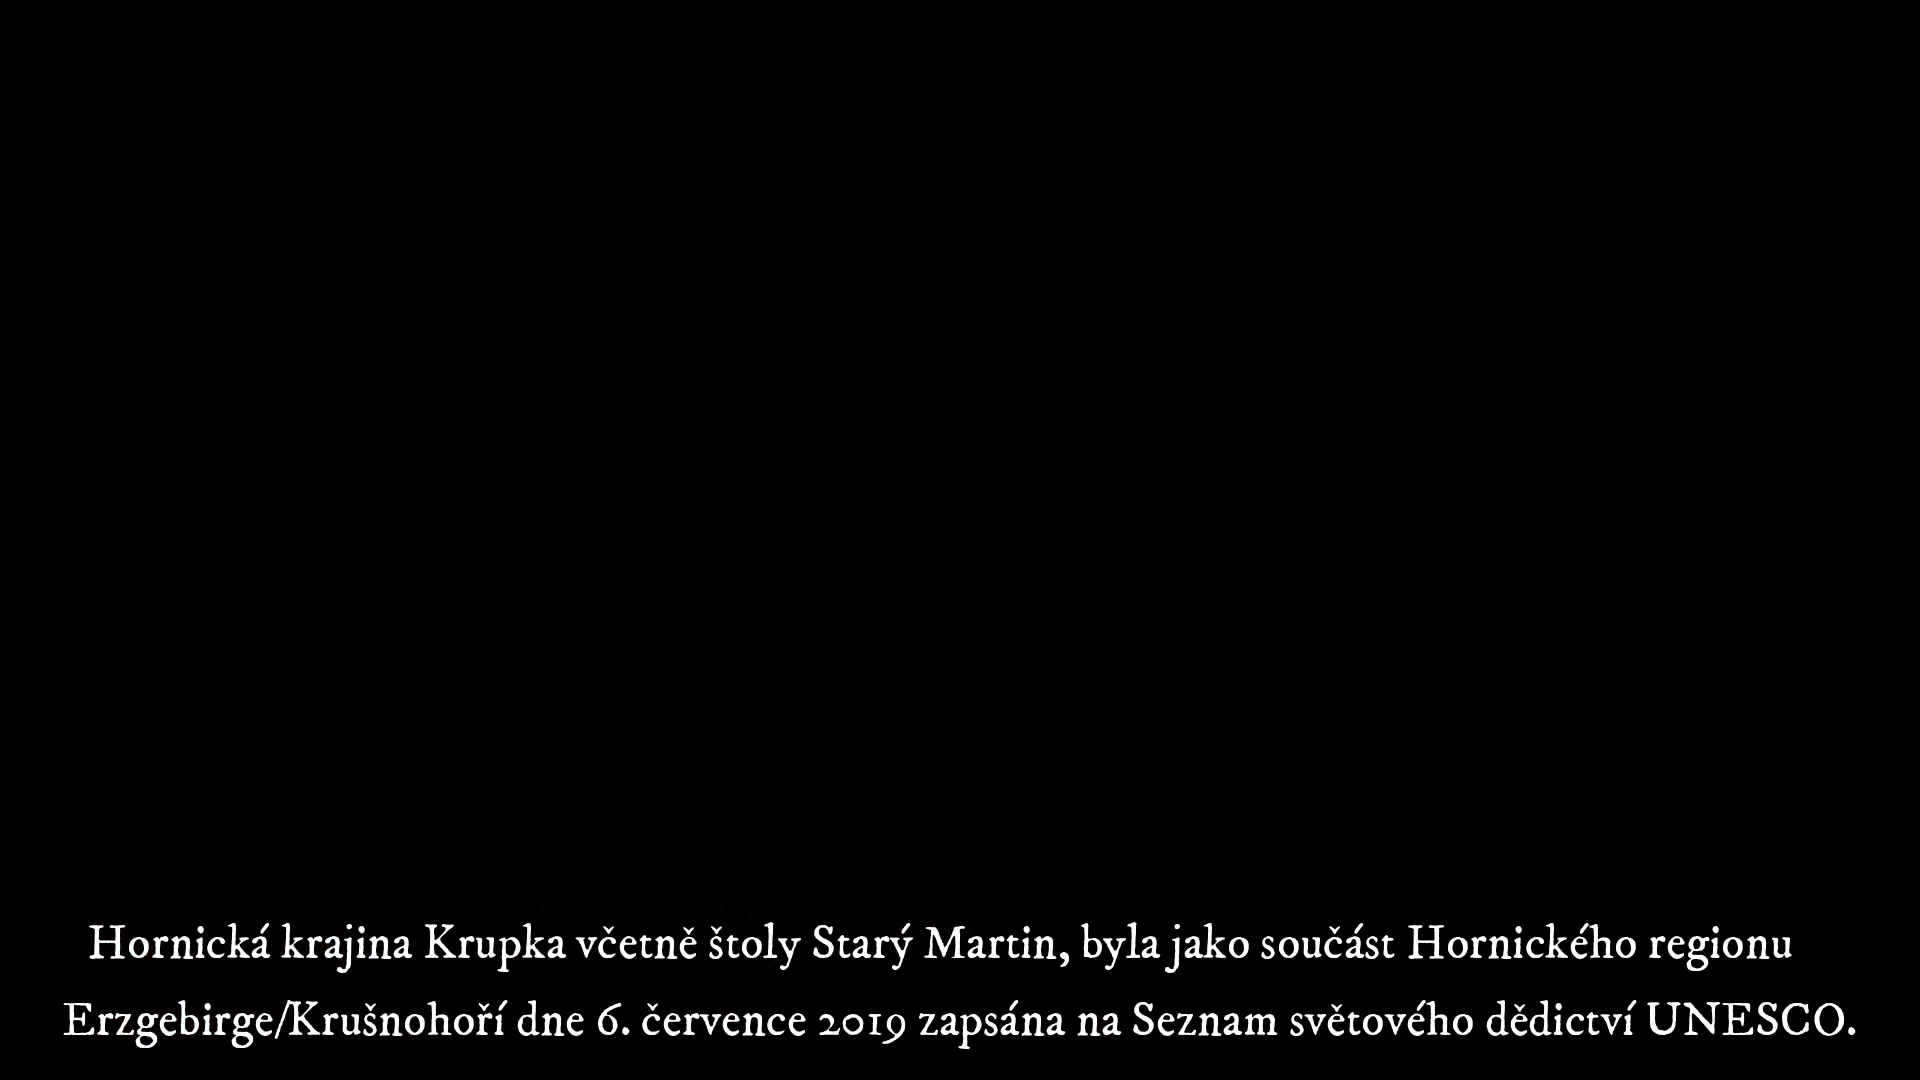 Hornická krajina Krupka včetně štoly Starý Martin, byla jako součást Hornického regionu
Erzgebirge/Krušnohoří dne 6. července 2019 zapsána na Seznam světového dědictví UNESCO.